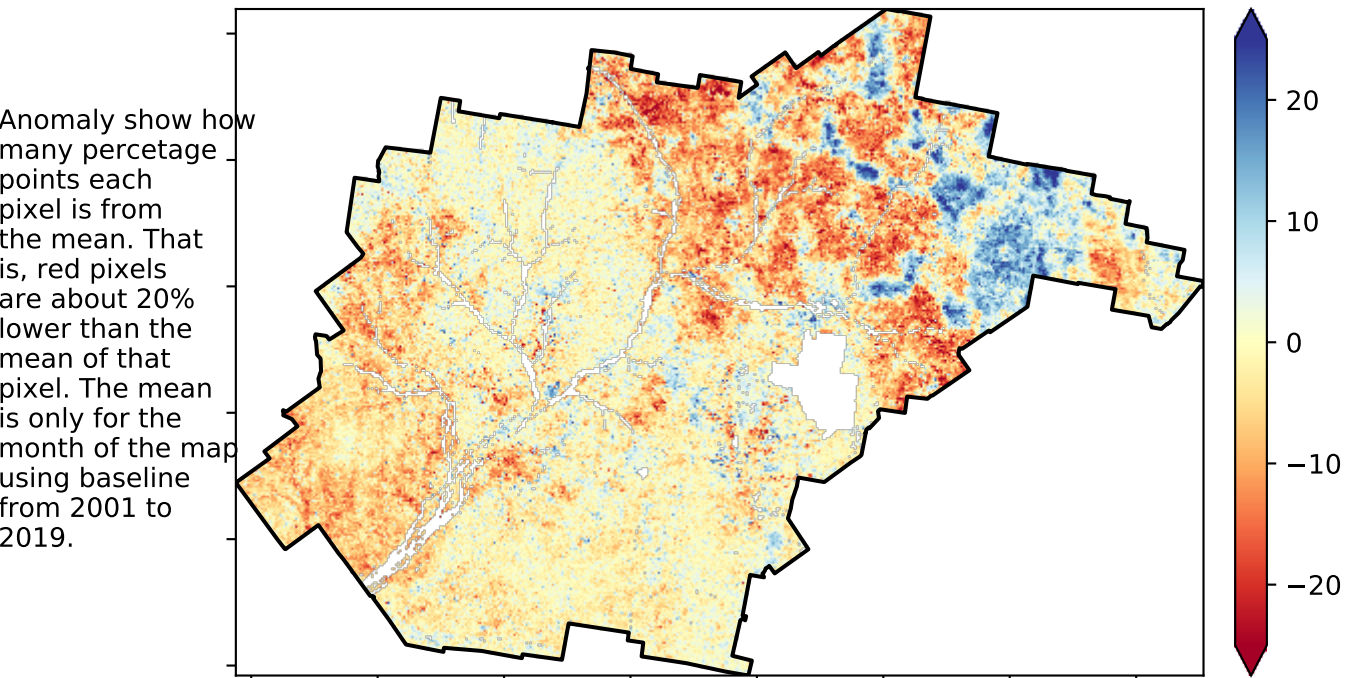 Anomaly show how
many percetage
points each
pixel is from
the mean. That
is, red pixels
are about 20%
lower than the
mean of that
pixel. The mean
is only for the
month of the map
using baseline
from 2001 to
2019.
20
10
0
−10
−20